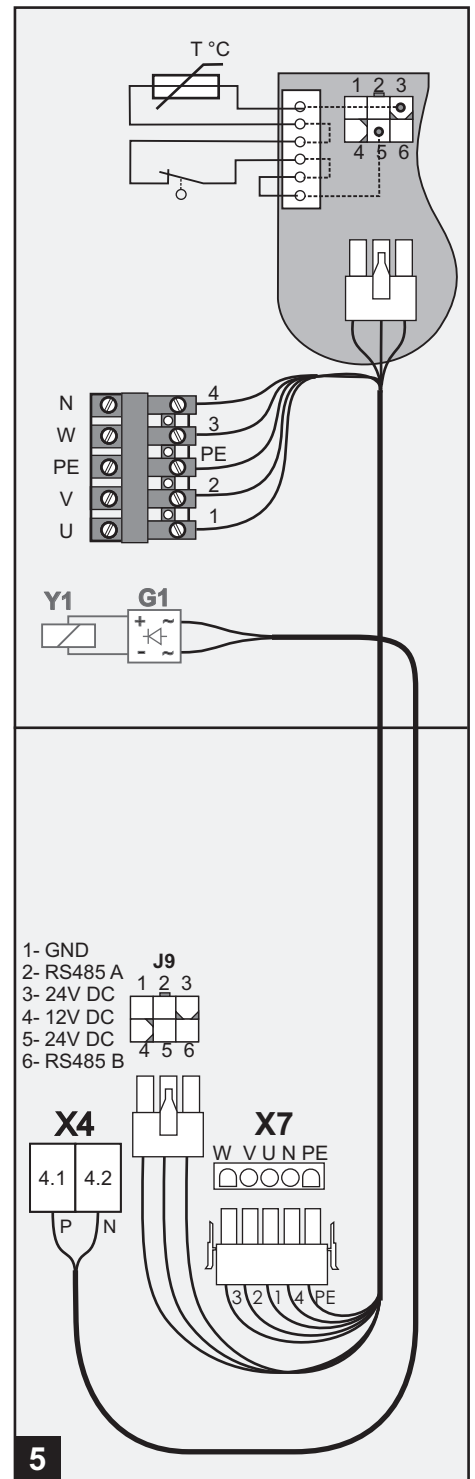 T °C
1 2 3
4 5 6
N
W
PE
V
U
4
3
PE
2
1
Y1
G1
+ ~
- ~
1- GND
2- RS485 A
3- 24V DC
4- 12V DC
5- 24V DC
6- RS485 B
J9
1 2 3
4 5 6
X4
4.1 4.2
P N
X7
W V U N PE
3 2 1 4 PE
5